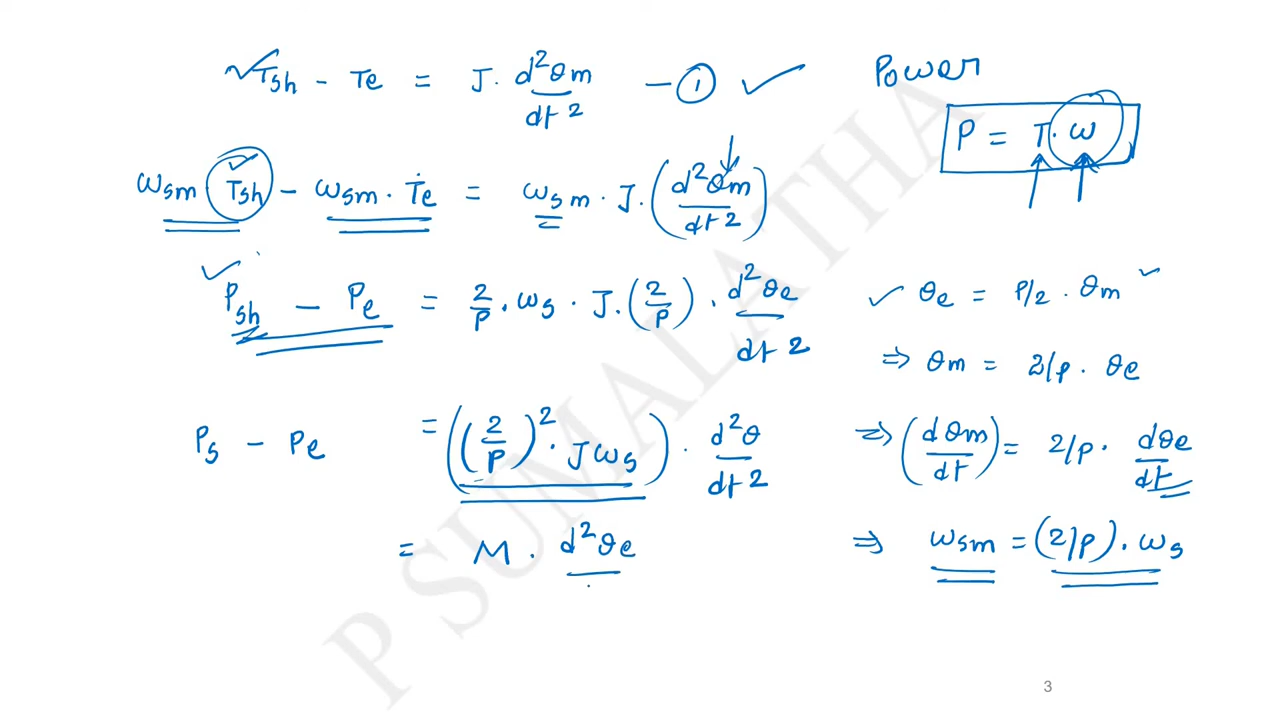 Tsh - Te = J. d²θm/dt² - ① Power
P = T. ω
ωsm Tsh - ωsm . Te = ωsm . J. (d²θm/dt²)
Psh - Pe = 2/P . ωs . J. (2/P) . d²θe/dt² θe = P/2 . θm
⇒ θm = 2/P . θe
Ps - Pe = ((2/P)² . Jωs) . d²θ/dt² ⇒ (dθm/dt) = 2/P . dθe/dt
= M . d²θe ⇒ ωsm = (2/P) . ωs
P SUMALATHA
3